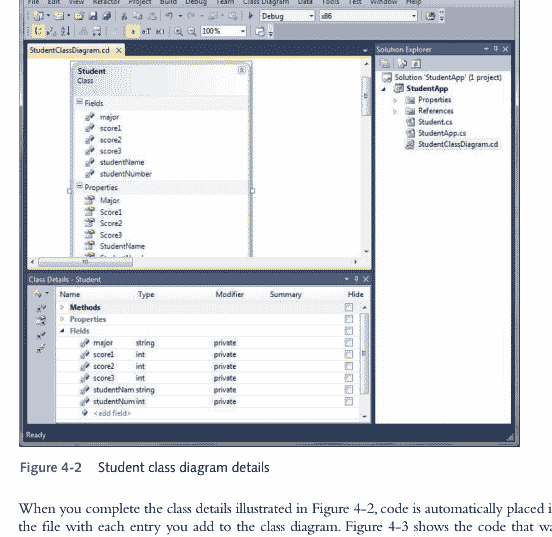 File Edit View Refactor Project Build Debug Team Class Diagram Data Tools Test Window Help
Debug x86
100%
StudentClassDiagram.cd
Student
Class
Fields
major
score1
score2
score3
studentName
studentNumber
Properties
Major
Score1
Score2
Score3
StudentName
Solution Explorer
Solution 'StudentApp' (1 project)
StudentApp
Properties
References
Student.cs
StudentApp.cs
StudentClassDiagram.cd
Class Details - Student
Name Type Modifier Summary Hide
Methods
Properties
Fields
major string private
score1 int private
score2 int private
score3 int private
studentNam string private
studentNum int private
<add field>
Ready
Figure 4-2 Student class diagram details
When you complete the class details illustrated in Figure 4-2, code is automatically placed i
the file with each entry you add to the class diagram. Figure 4-3 shows the code that wa